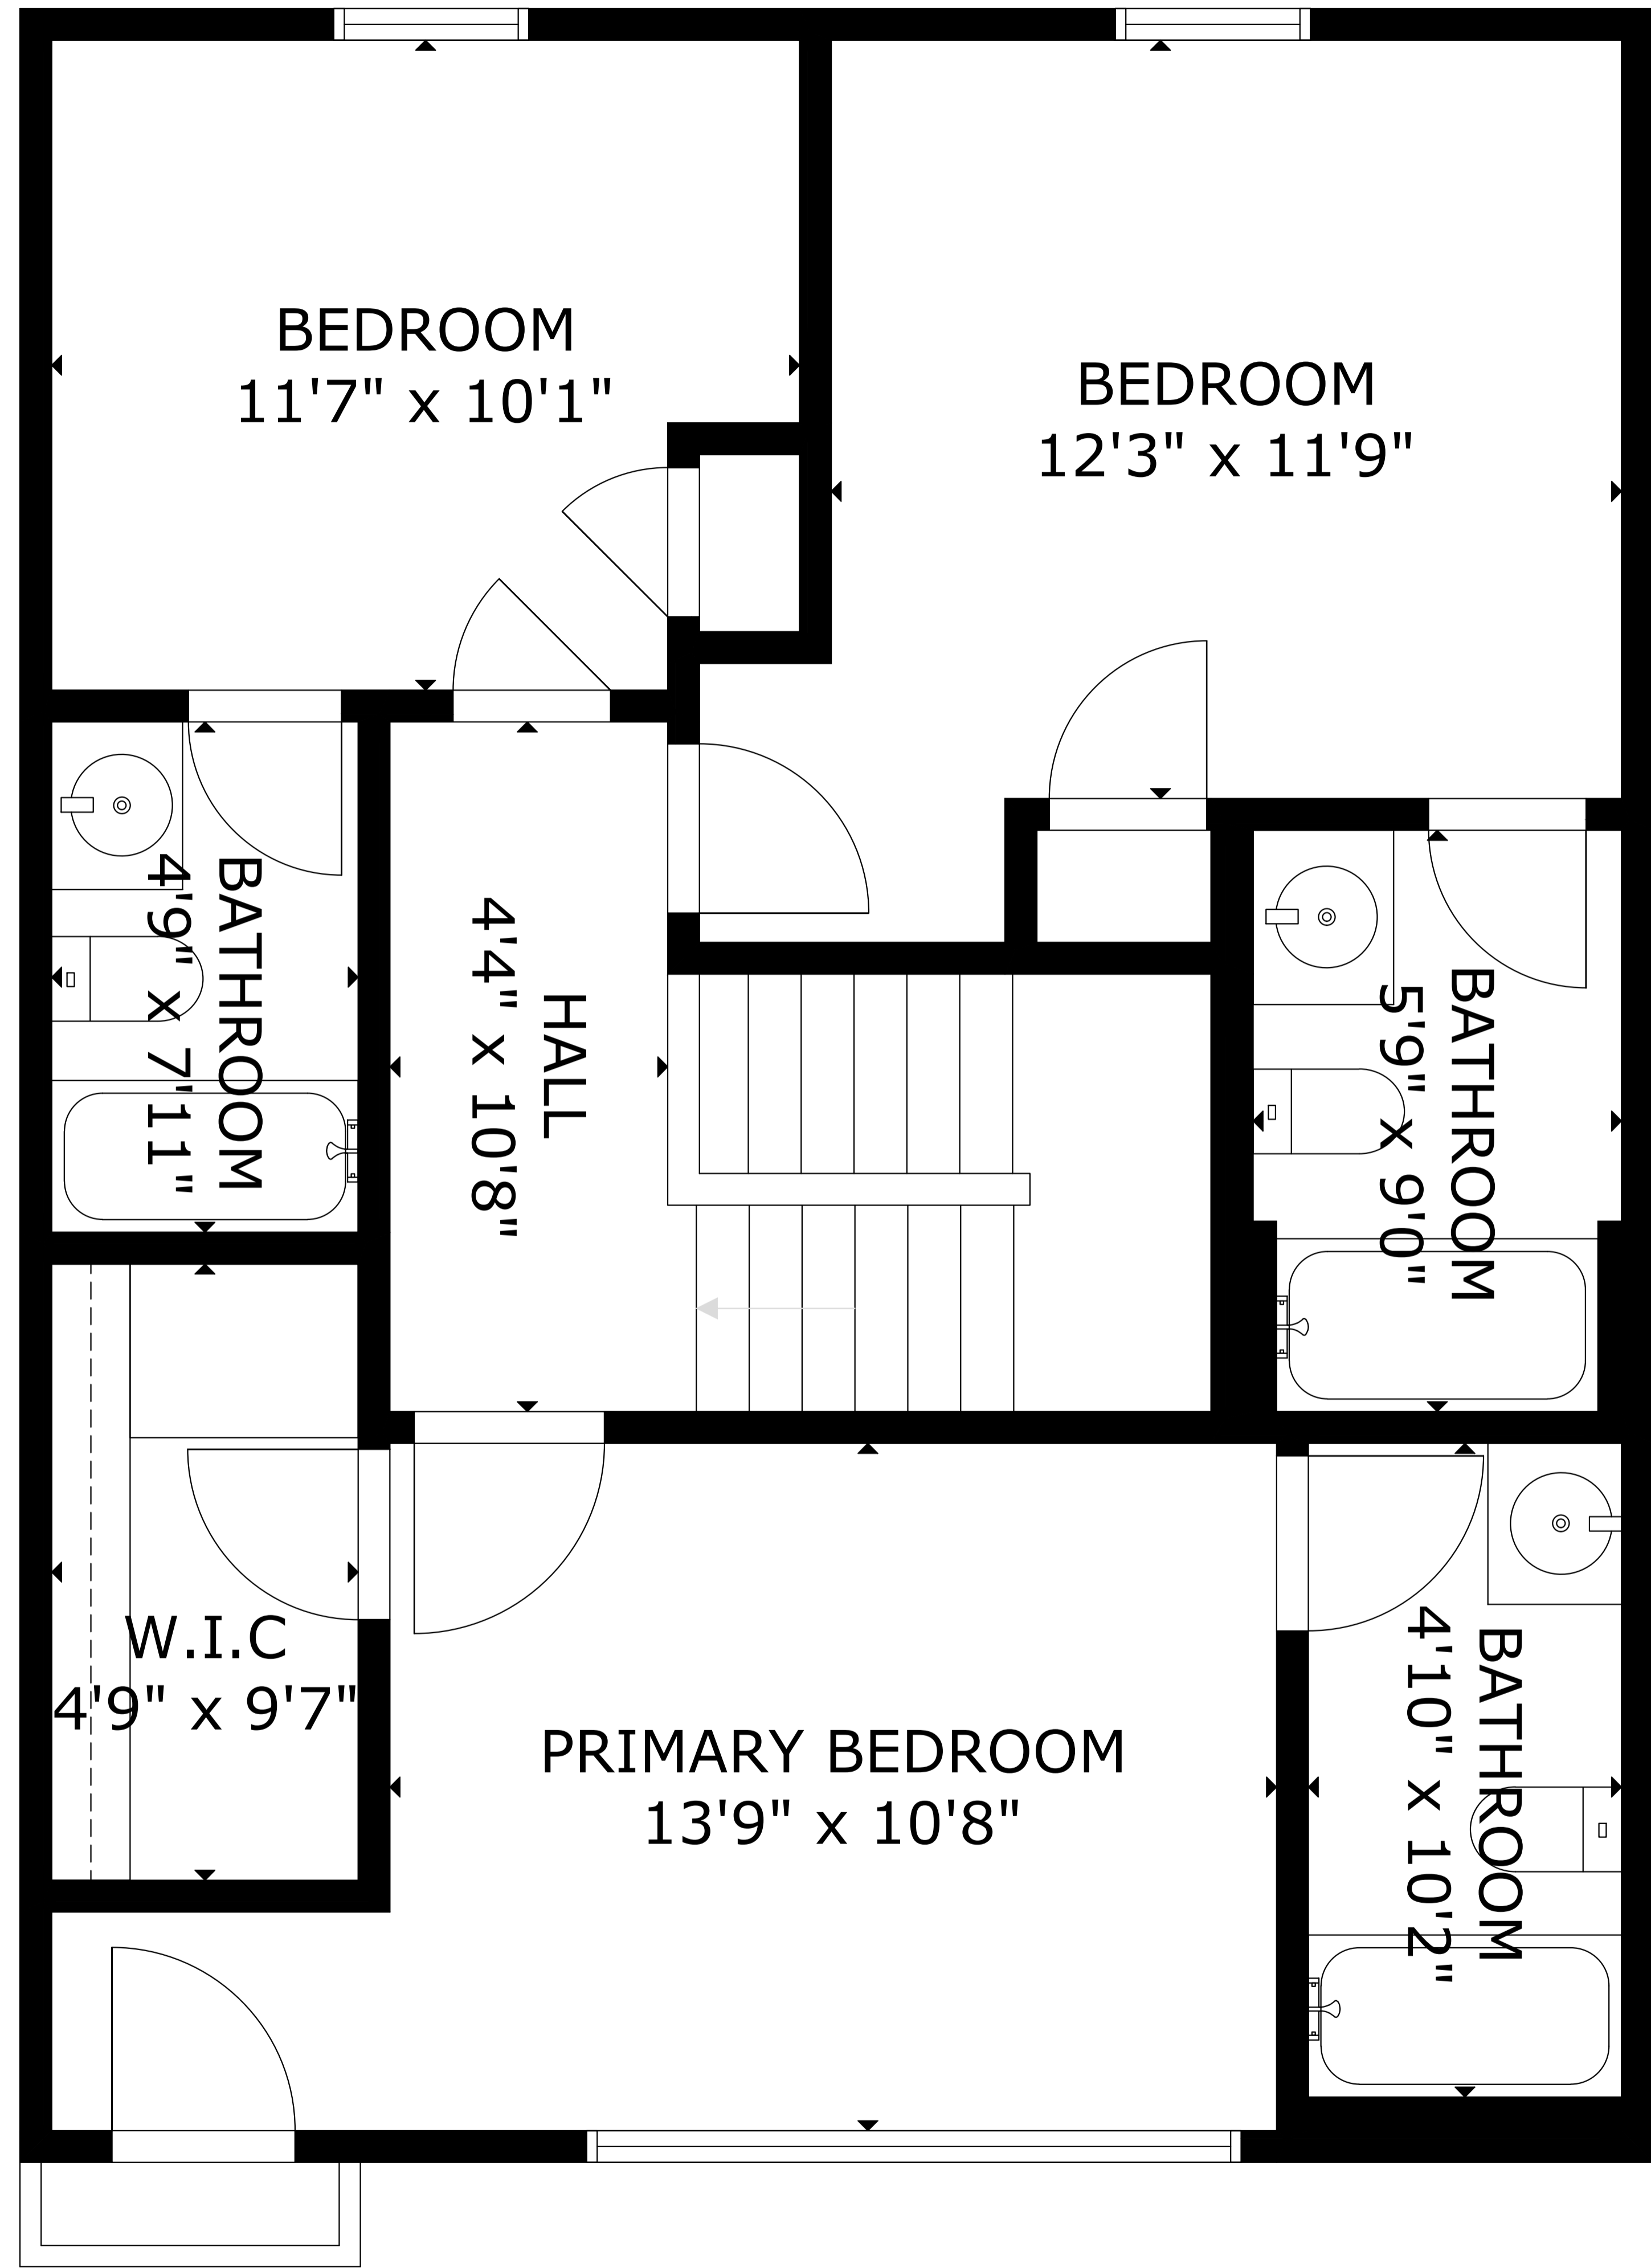 BEDROOM
11'7" x 10'1"
BEDROOM
12'3" x 11'9"
BATHROOM
4'9" x 7'11"
HALL
4'4" x 10'8"
BATHROOM
5'9" x 9'0"
W.I.C
4'9" x 9'7"
PRIMARY BEDROOM
13'9" x 10'8"
BATHROOM
4'10" x 10'2"